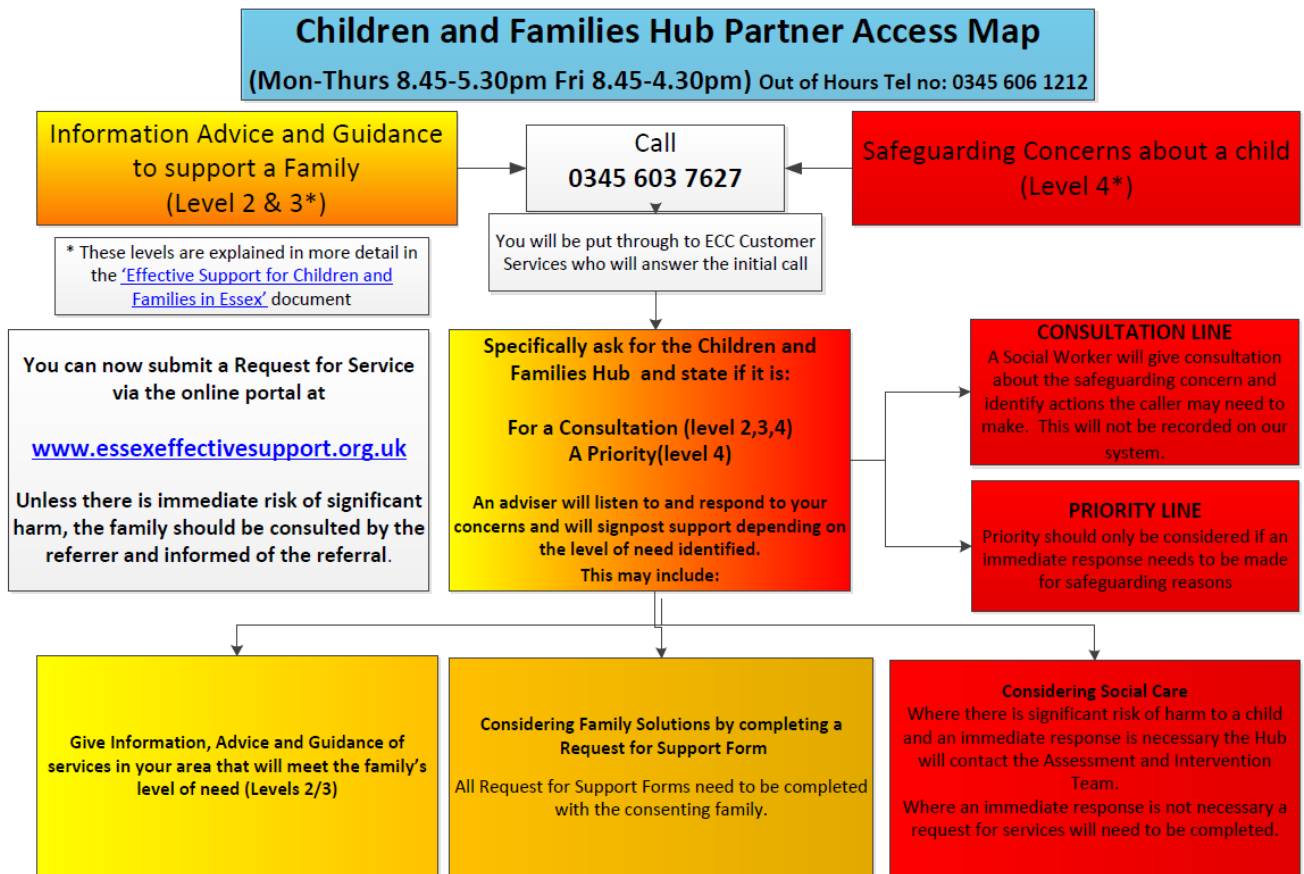 Children and Families Hub Partner Access Map
(Mon-Thurs 8.45-5.30pm Fri 8.45-4.30pm) Out of Hours Tel no: 0345 606 1212
Information Advice and Guidance
to support a Family
(Level 2 & 3*)
Call
0345 603 7627
Safeguarding Concerns about a child
(Level 4*)
* These levels are explained in more detail in
the 'Effective Support for Children and
Families in Essex' document
You will be put through to ECC Customer
Services who will answer the initial call
You can now submit a Request for Service
via the online portal at
www.essexeffectivesupport.org.uk
Unless there is immediate risk of significant
harm, the family should be consulted by the
referrer and informed of the referral.
Specifically ask for the Children and
Families Hub and state if it is:
For a Consultation (level 2,3,4)
A Priority(level 4)
An adviser will listen to and respond to your
concerns and will signpost support depending on
the level of need identified.
This may include:
CONSULTATION LINE
A Social Worker will give consultation
about the safeguarding concern and
identify actions the caller may need to
make. This will not be recorded on our
system.
PRIORITY LINE
Priority should only be considered if an
immediate response needs to be made
for safeguarding reasons
Give Information, Advice and Guidance of
services in your area that will meet the family's
level of need (Levels 2/3)
Considering Family Solutions by completing a
Request for Support Form
All Request for Support Forms need to be completed
with the consenting family.
Considering Social Care
Where there is significant risk of harm to a child
and an immediate response is necessary the Hub
will contact the Assessment and Intervention
Team.
Where an immediate response is not necessary a
request for services will need to be completed.